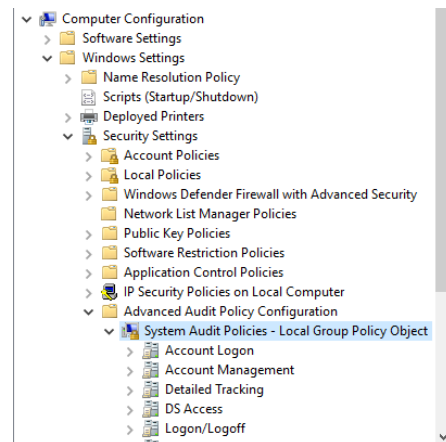 Computer Configuration
Software Settings
Windows Settings
Name Resolution Policy
Scripts (Startup/Shutdown)
Deployed Printers
Security Settings
Account Policies
Local Policies
Windows Defender Firewall with Advanced Security
Network List Manager Policies
Public Key Policies
Software Restriction Policies
Application Control Policies
IP Security Policies on Local Computer
Advanced Audit Policy Configuration
System Audit Policies - Local Group Policy Object
Account Logon
Account Management
Detailed Tracking
DS Access
Logon/Logoff